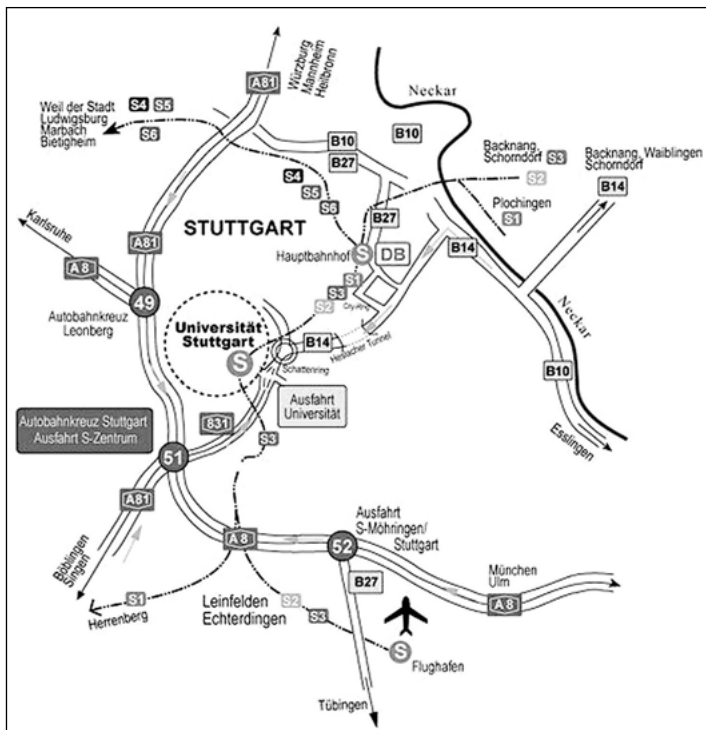 A81
Würzburg
Mannheim
Heilbronn
Neckar
Weil der Stadt
Ludwigsburg
Marbach
Bietigheim
S4 S5
S6
B10
B27
B10
Backnang,
Schorndorf
S3
S2
Backnang, Waiblingen
Schorndorf
B14
Plochingen
S1
S4
S5
S6
STUTTGART
B27
Hauptbahnhof
S
DB
B14
Karlsruhe
A8
A81
49
Autobahnkreuz
Leonberg
S1
S3
S2
City-Ring
Neckar
Universität
Stuttgart
S
B14
Heslacher Tunnel
Schattenring
B10
Esslingen
Ausfahrt
Universität
Autobahnkreuz Stuttgart
Ausfahrt S-Zentrum
831
S3
51
A81
Böblingen
Singen
A8
Ausfahrt
S-Möhringen/
Stuttgart
52
B27
München
Ulm
A8
S1
Herrenberg
Leinfelden
Echterdingen
S2
S3
S
Flughafen
Tübingen